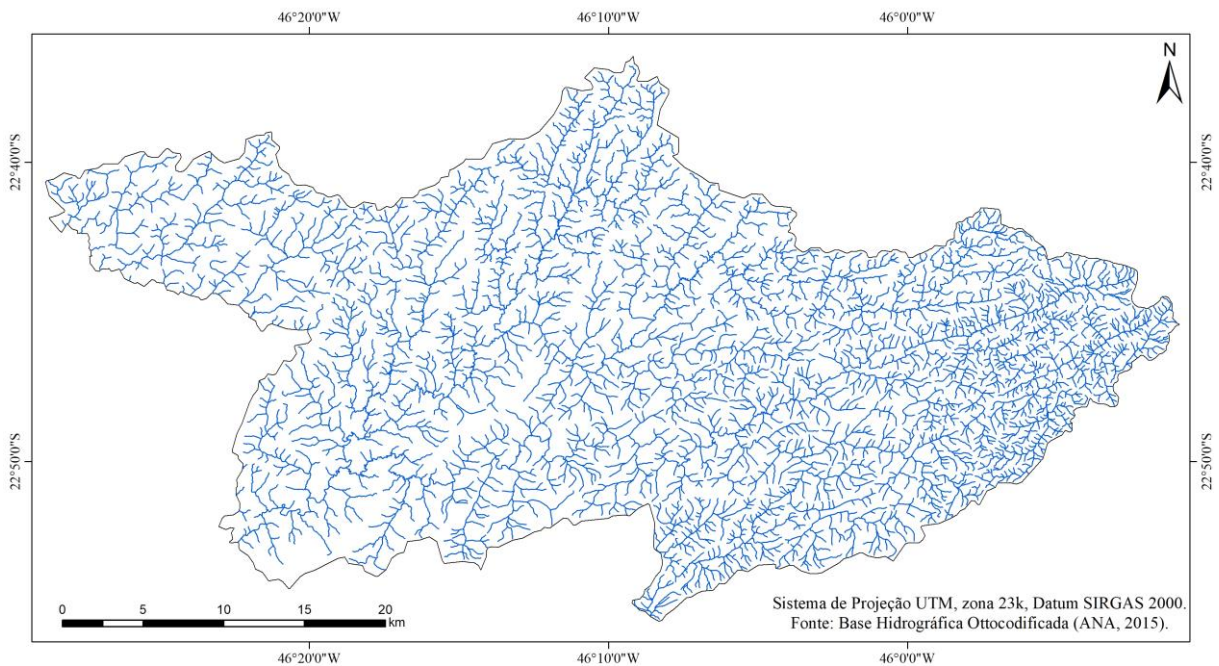 46°20'0"W 46°10'0"W 46°0'0"W
N
22°40'0"S 22°40'0"S
22°50'0"S 22°50'0"S
0 5 10 15 20
km
Sistema de Projeção UTM, zona 23k, Datum SIRGAS 2000.
Fonte: Base Hidrográfica Ottocodificada (ANA, 2015).
46°20'0"W 46°10'0"W 46°0'0"W